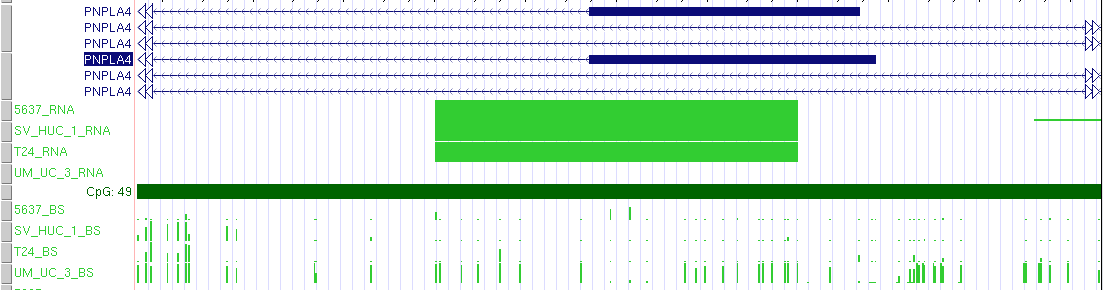 PNPLA4
PNPLA4
PNPLA4
PNPLA4
PNPLA4
PNPLA4
5637_RNA
SV_HUC_1_RNA
T24_RNA
UM_UC_3_RNA
CpG: 49
5637_BS
SV_HUC_1_BS
T24_BS
UM_UC_3_BS